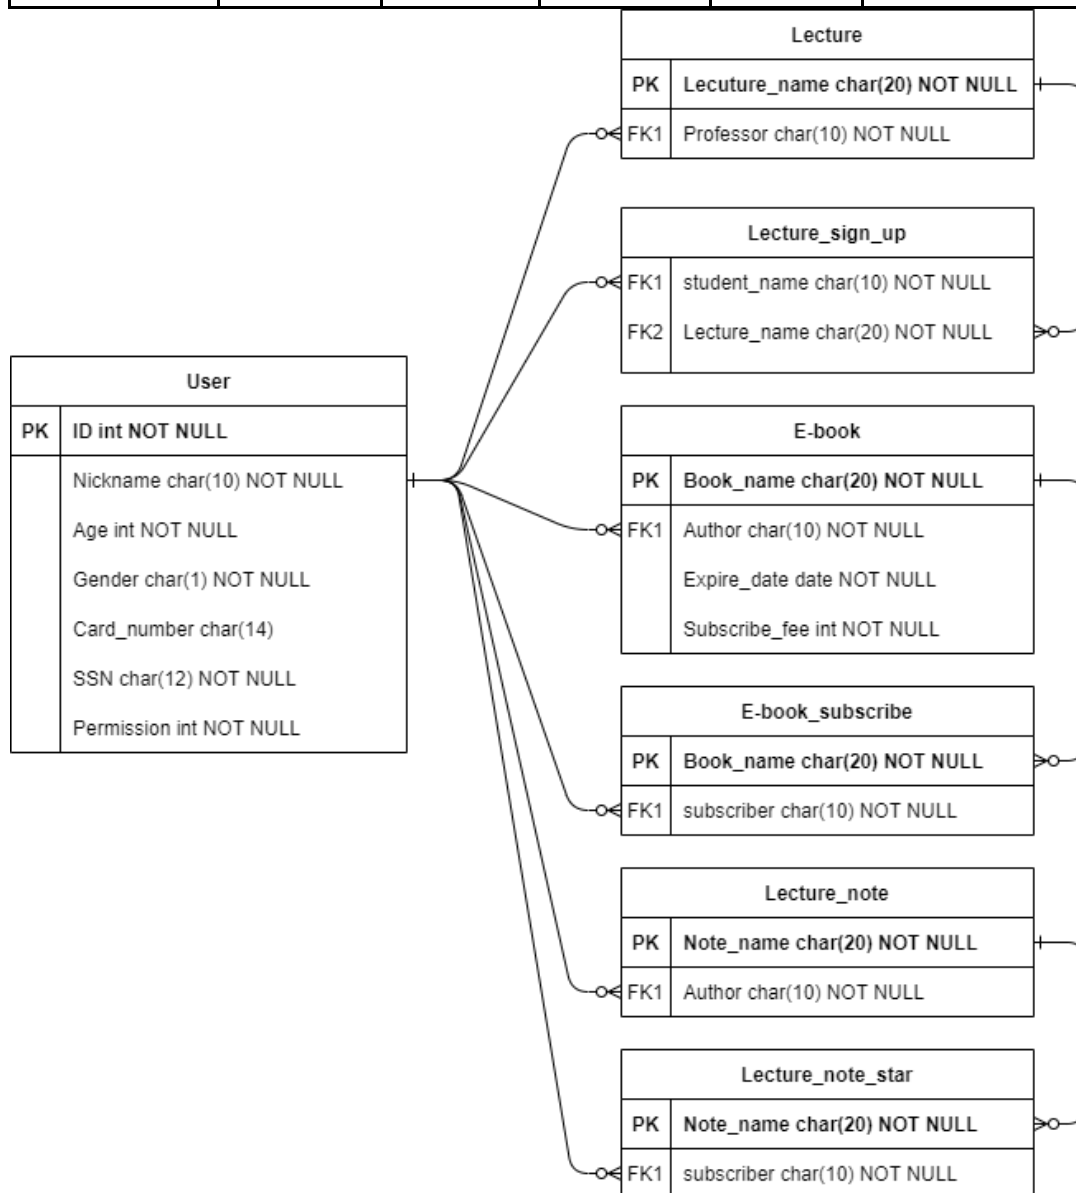 Lecture
PK Lecuture_name char(20) NOT NULL
FK1 Professor char(10) NOT NULL
Lecture_sign_up
FK1 student_name char(10) NOT NULL
FK2 Lecture_name char(20) NOT NULL
User
PK ID int NOT NULL
Nickname char(10) NOT NULL
Age int NOT NULL
Gender char(1) NOT NULL
Card_number char(14)
SSN char(12) NOT NULL
Permission int NOT NULL
E-book
PK Book_name char(20) NOT NULL
FK1 Author char(10) NOT NULL
Expire_date date NOT NULL
Subscribe_fee int NOT NULL
E-book_subscribe
PK Book_name char(20) NOT NULL
FK1 subscriber char(10) NOT NULL
Lecture_note
PK Note_name char(20) NOT NULL
FK1 Author char(10) NOT NULL
Lecture_note_star
PK Note_name char(20) NOT NULL
FK1 subscriber char(10) NOT NULL